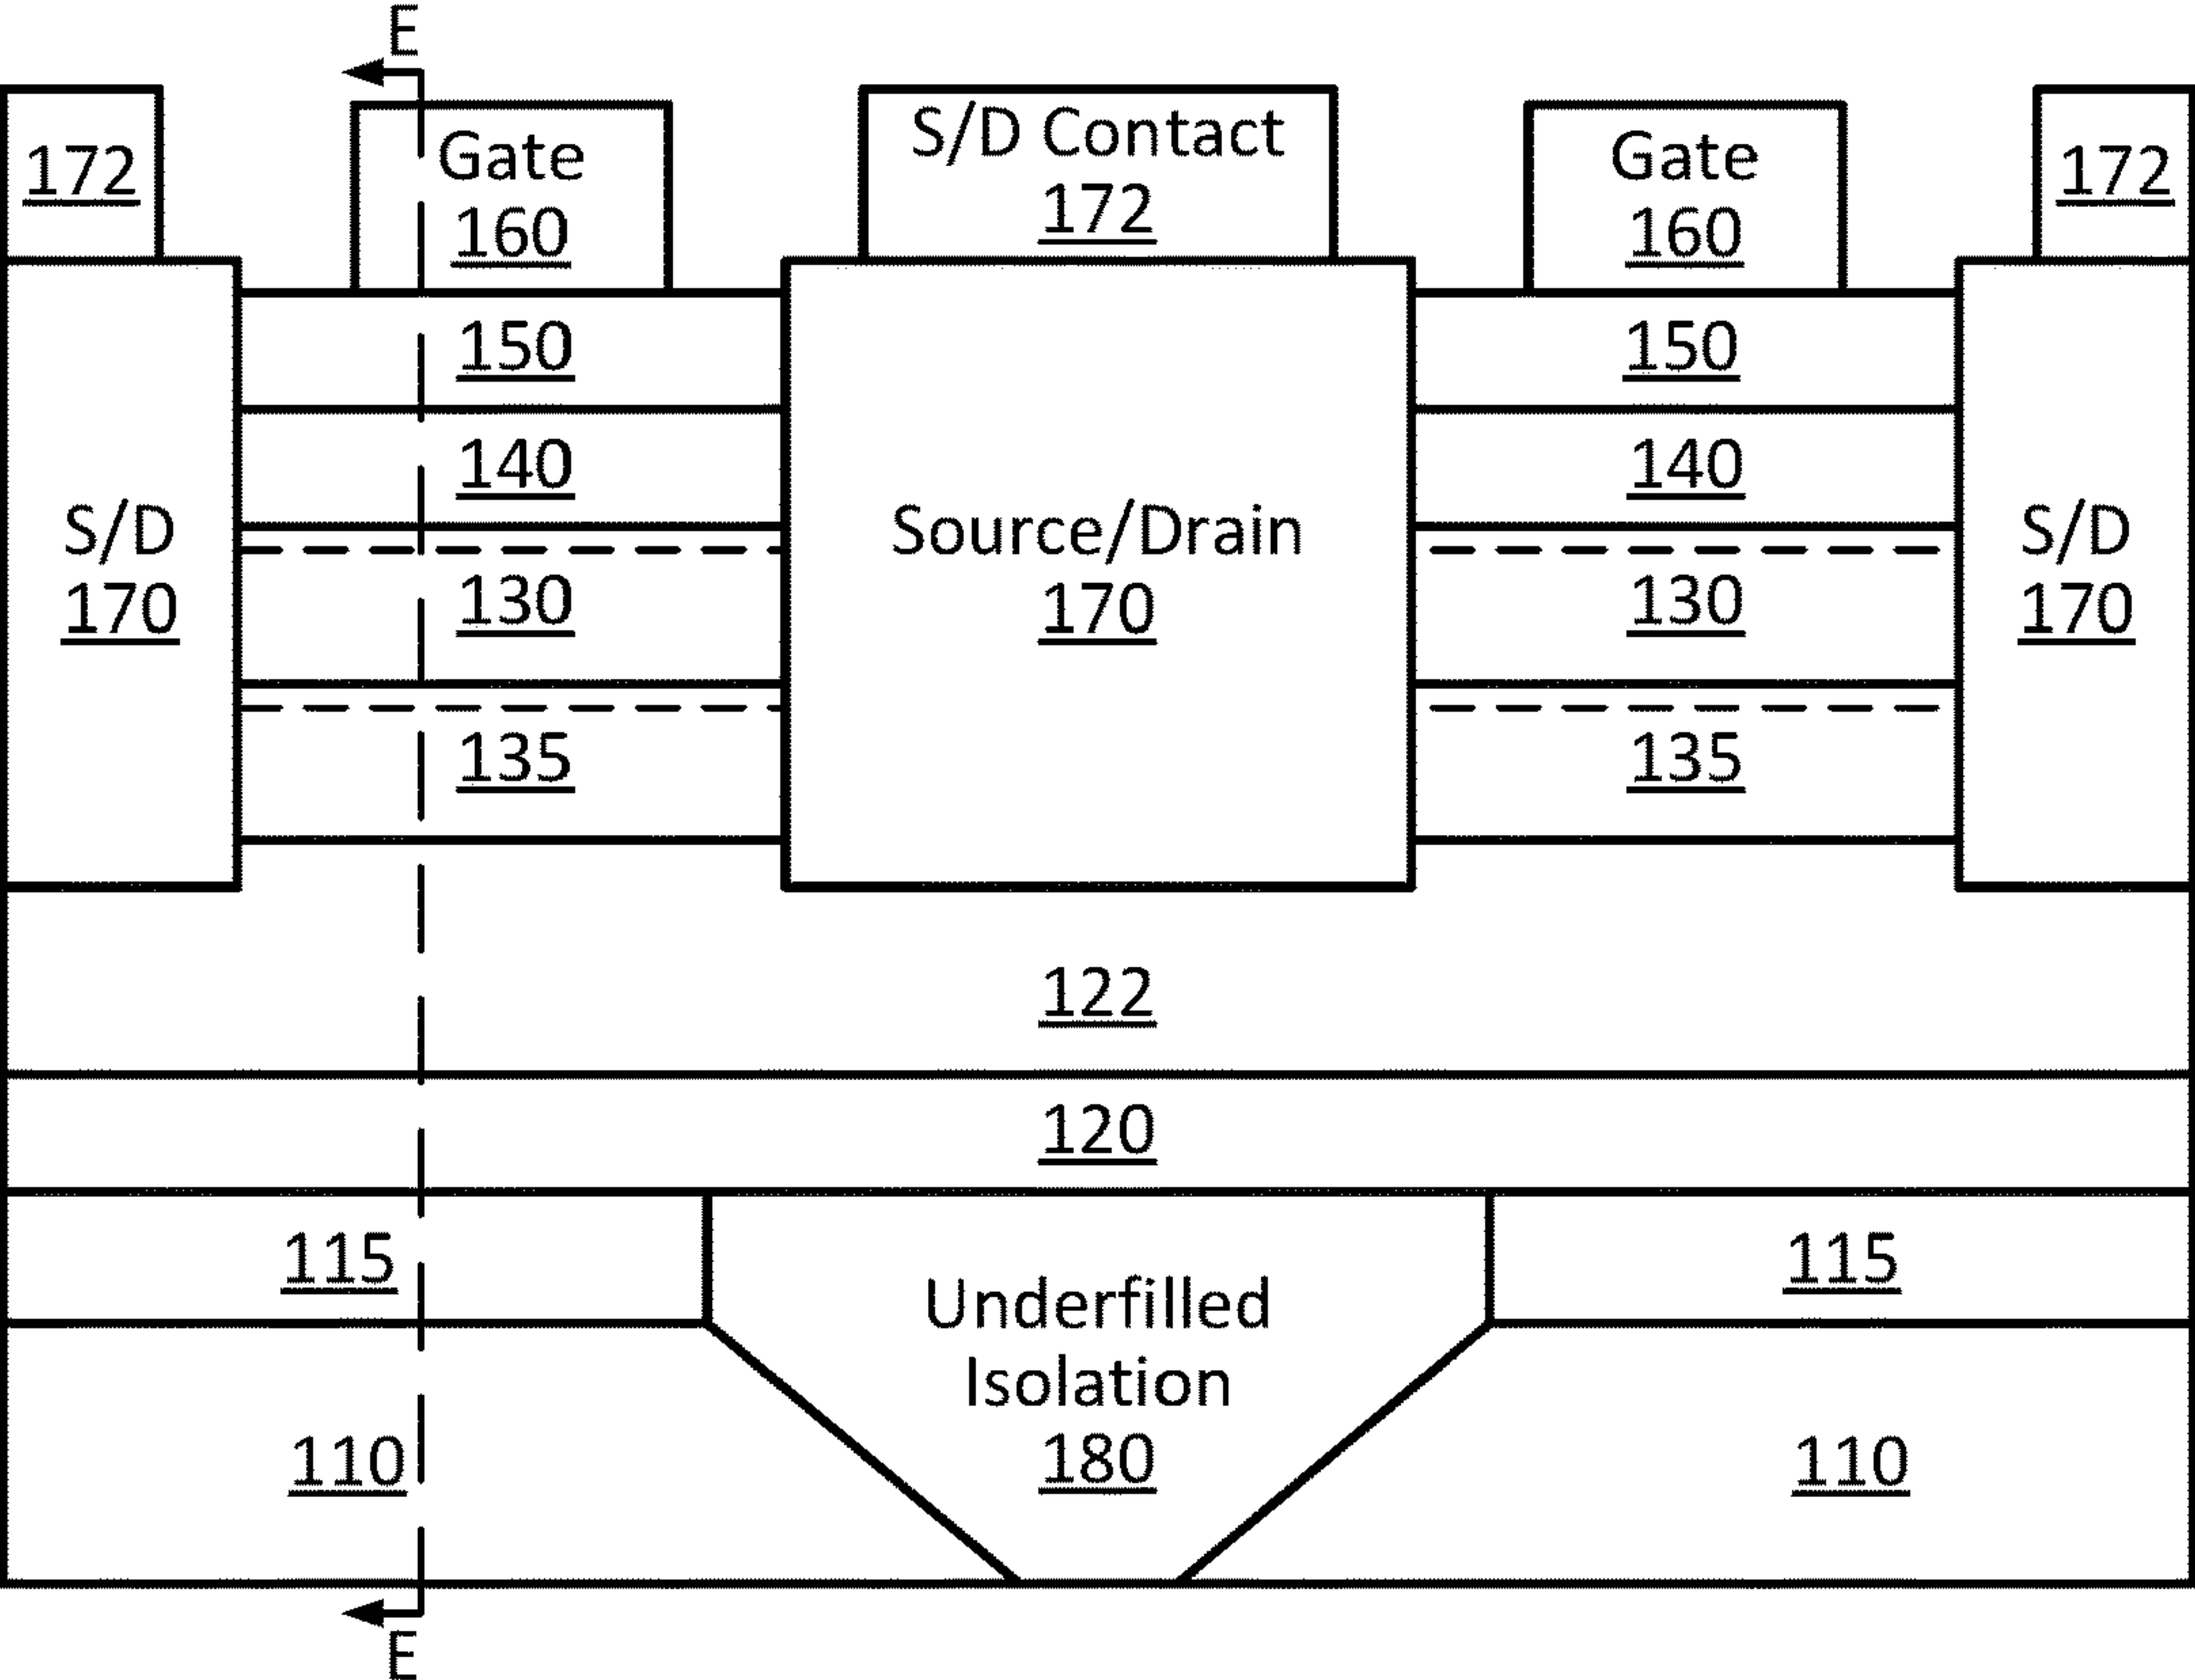 E
172
Gate
160
S/D Contact
172
Gate
160
172
150
150
140
140
S/D
170
Source/Drain
170
S/D
170
130
130
135
135
122
120
115
115
Underfilled
Isolation
180
110
110
E